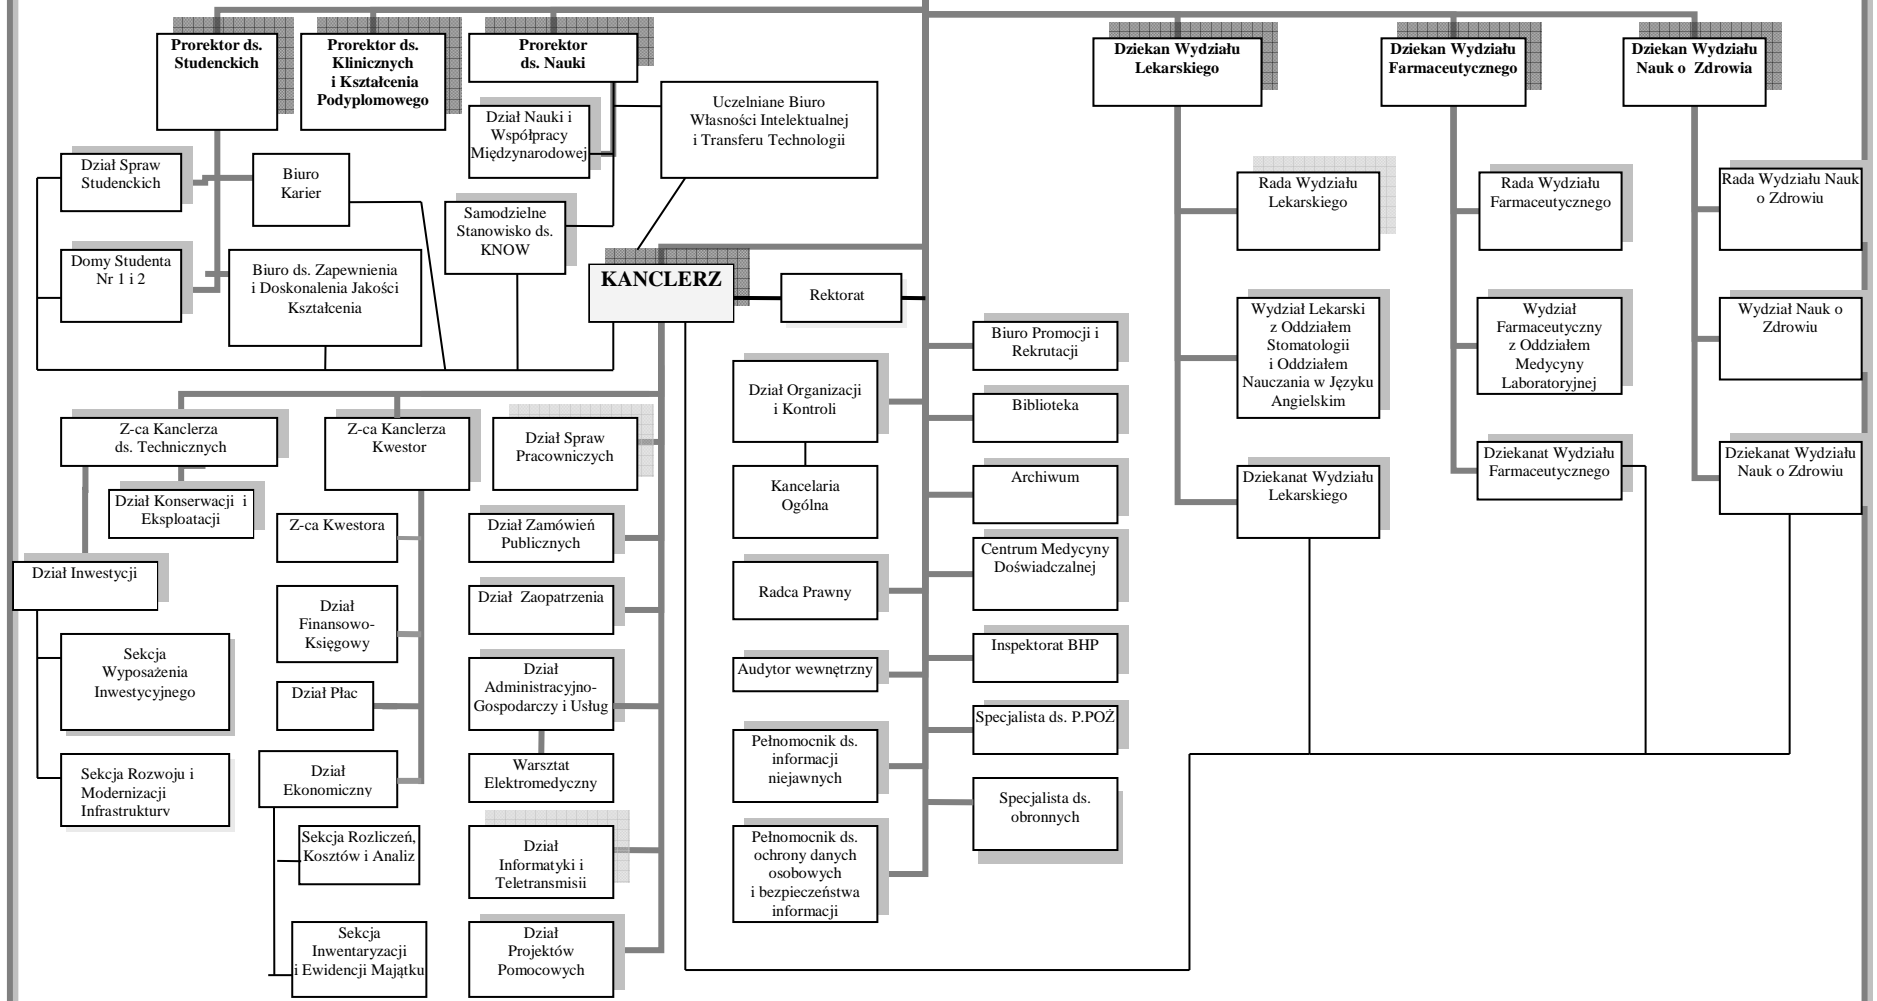 Prorektor ds.
Studenckich
Prorektor ds.
Klinicznych
i Kształcenia
Podyplomowego
Prorektor
ds. Nauki
Dziekan Wydziału
Lekarskiego
Dziekan Wydziału
Farmaceutycznego
Dziekan Wydziału
Nauk o  Zdrowia
Dział Nauki i
Współpracy
Międzynarodowej
Uczelniane Biuro
Własności Intelektualnej
i Transferu Technologii
Dział Spraw
Studenckich
Biuro
Karier
Samodzielne
Stanowisko ds.
KNOW
Rada Wydziału
Lekarskiego
Rada Wydziału
Farmaceutycznego
Rada Wydziału Nauk
o Zdrowiu
Domy Studenta
Nr 1 i 2
Biuro ds. Zapewnienia
i Doskonalenia Jakości
Kształcenia
KANCLERZ
Rektorat
Wydział Lekarski
z Oddziałem
Stomatologii
i Oddziałem
Nauczania w Języku
Angielskim
Wydział
Farmaceutyczny
z Oddziałem
Medycyny
Laboratoryjnej
Wydział Nauk o
Zdrowiu
Biuro Promocji i
Rekrutacji
Dział Organizacji
i Kontroli
Biblioteka
Z-ca Kanclerza
ds. Technicznych
Z-ca Kanclerza
Kwestor
Dział Spraw
Pracowniczych
Kancelaria
Ogólna
Archiwum
Dziekanat Wydziału
Lekarskiego
Dziekanat Wydziału
Farmaceutycznego
Dziekanat Wydziału
Nauk o Zdrowiu
Dział Konserwacji  i
Eksploatacji
Z-ca Kwestora
Dział Zamówień
Publicznych
Centrum Medycyny
Doświadczalnej
Dział Inwestycji
Dział
Finansowo-
Księgowy
Dział  Zaopatrzenia
Radca Prawny
Inspektorat BHP
Sekcja
Wyposażenia
Inwestycyjnego
Dział Płac
Dział
Administracyjno-
Gospodarczy i Usług
Audytor wewnętrzny
Specjalista ds. P.POŻ
Sekcja Rozwoju i
Modernizacji
Infrastruktury
Dział
Ekonomiczny
Warsztat
Elektromedyczny
Pełnomocnik ds.
informacji
niejawnych
Specjalista ds.
obronnych
Sekcja Rozliczeń,
Kosztów i Analiz
Dział
Informatyki i
Teletransmisii
Pełnomocnik ds.
ochrony danych
osobowych
i bezpieczeństwa
informacji
Sekcja
Inwentaryzacji
i Ewidencji Majątku
Dział
Projektów
Pomocowych